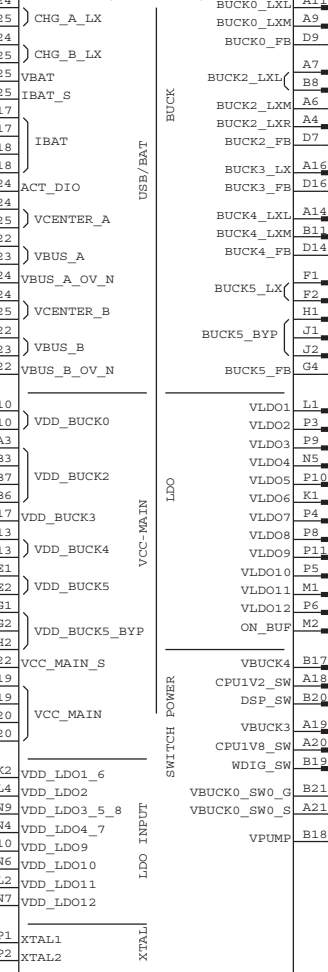 CHG_A_LX
CHG_B_LX
VBAT
IBAT_S
IBAT
ACT_DIO
VCENTER_A
VBUS_A
VBUS_A_OV_N
VCENTER_B
VBUS_B
VBUS_B_OV_N
USB/BAT
VDD_BUCK0
VDD_BUCK2
VDD_BUCK3
VDD_BUCK4
VDD_BUCK5
VDD_BUCK5_BYP
VCC_MAIN_S
VCC_MAIN
VCC-MAIN
VDD_LDO1_6
VDD_LDO2
VDD_LDO3_5_8
VDD_LDO4_7
VDD_LDO9
VDD_LDO10
VDD_LDO11
VDD_LDO12
LDO INPUT
XTAL1
XTAL2
XTAL
BUCK
BUCK0_LXL A11
BUCK0_LXM A9
BUCK0_FB D9
BUCK2_LXL A7
B8
BUCK2_LXM A6
BUCK2_LXR A4
BUCK2_FB D7
BUCK3_LX A16
BUCK3_FB D16
BUCK4_LXL A14
BUCK4_LXM B11
BUCK4_FB D14
BUCK5_LX F1
F2
BUCK5_BYP H1
J1
J2
BUCK5_FB G4
LDO
VLDO1 L1
VLDO2 P3
VLDO3 P9
VLDO4 N5
VLDO5 P10
VLDO6 K1
VLDO7 P4
VLDO8 P8
VLDO9 P11
VLDO10 P5
VLDO11 M1
VLDO12 P6
ON_BUF M2
SWITCH POWER
VBUCK4 B17
CPU1V2_SW A18
DSP_SW B20
VBUCK3 A19
CPU1V8_SW A20
WDIG_SW B19
VBUCK0_SW0_G B21
VBUCK0_SW0_S A21
VPUMP B18